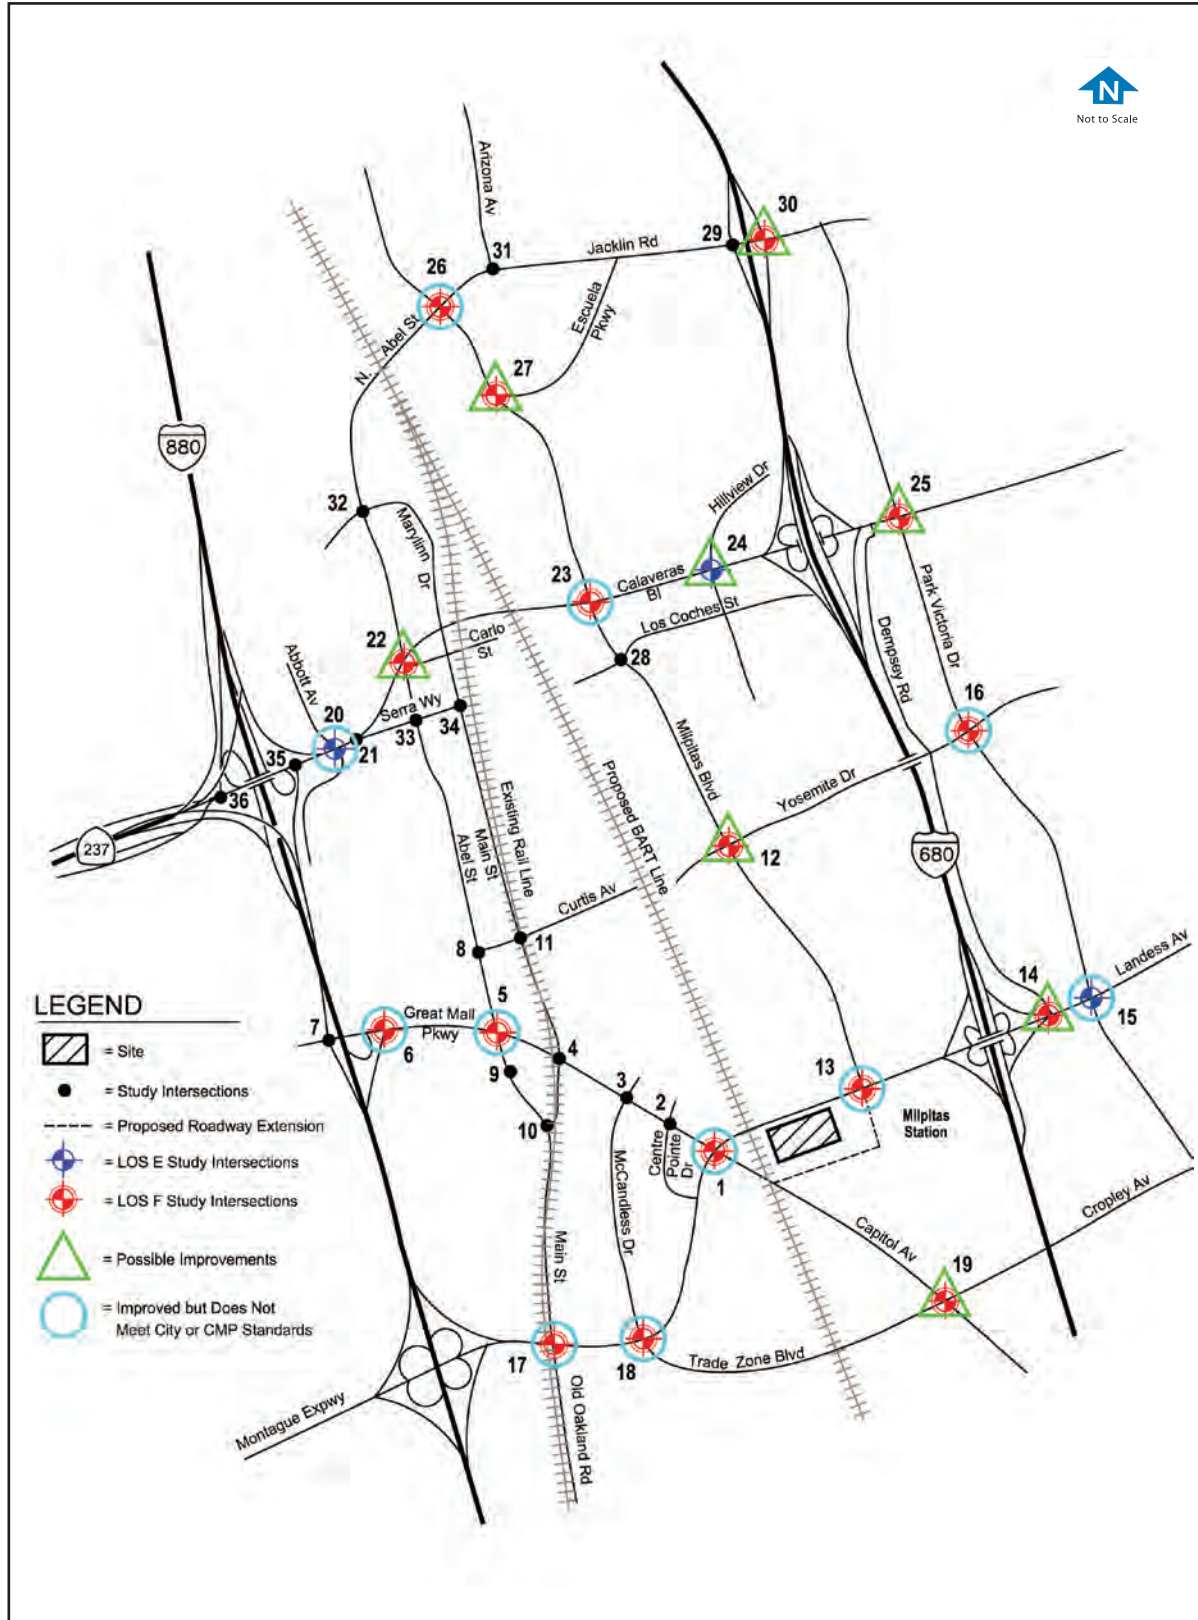 N
Not to Scale
Arizona Av
30
29
31
Jacklin Rd
26
Escuela
Pkwy
N. Abel St
27
880
Hillview Dr
25
32
Marylinn Dr
24
23
Calaveras
Bl
Park Victoria Dr
Los Coches St
Carlo
St
22
Dempsey Rd
Abbott Av
28
16
20
Serra Wy
34
33
21
35
Milpitas Blvd
Proposed BART Line
Existing Rail Line
Main St
Abel St
Yosemite Dr
36
237
12
680
Curtis Av
11
8
Landess Av
14
LEGEND
5
Great Mall
Pkwy
15
7
6
4
= Site
9
3
13
= Study Intersections
2
Milpitas
Station
= Proposed Roadway Extension
10
Centre
Pointe
Dr
McCandless Dr
= LOS E Study Intersections
1
= LOS F Study Intersections
Cropley Av
Capitol Av
Main St
= Possible Improvements
19
= Improved but Does Not
Meet City or CMP Standards
17
18
Trade Zone Blvd
Old Oakland Rd
Montague Expwy